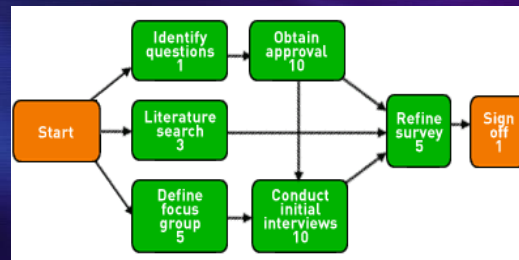 Identify
questions
1
Obtain
approval
10
Start
Literature
search
3
Refine
survey
5
Sign
off
1
Define
focus
group
5
Conduct
initial
interviews
10